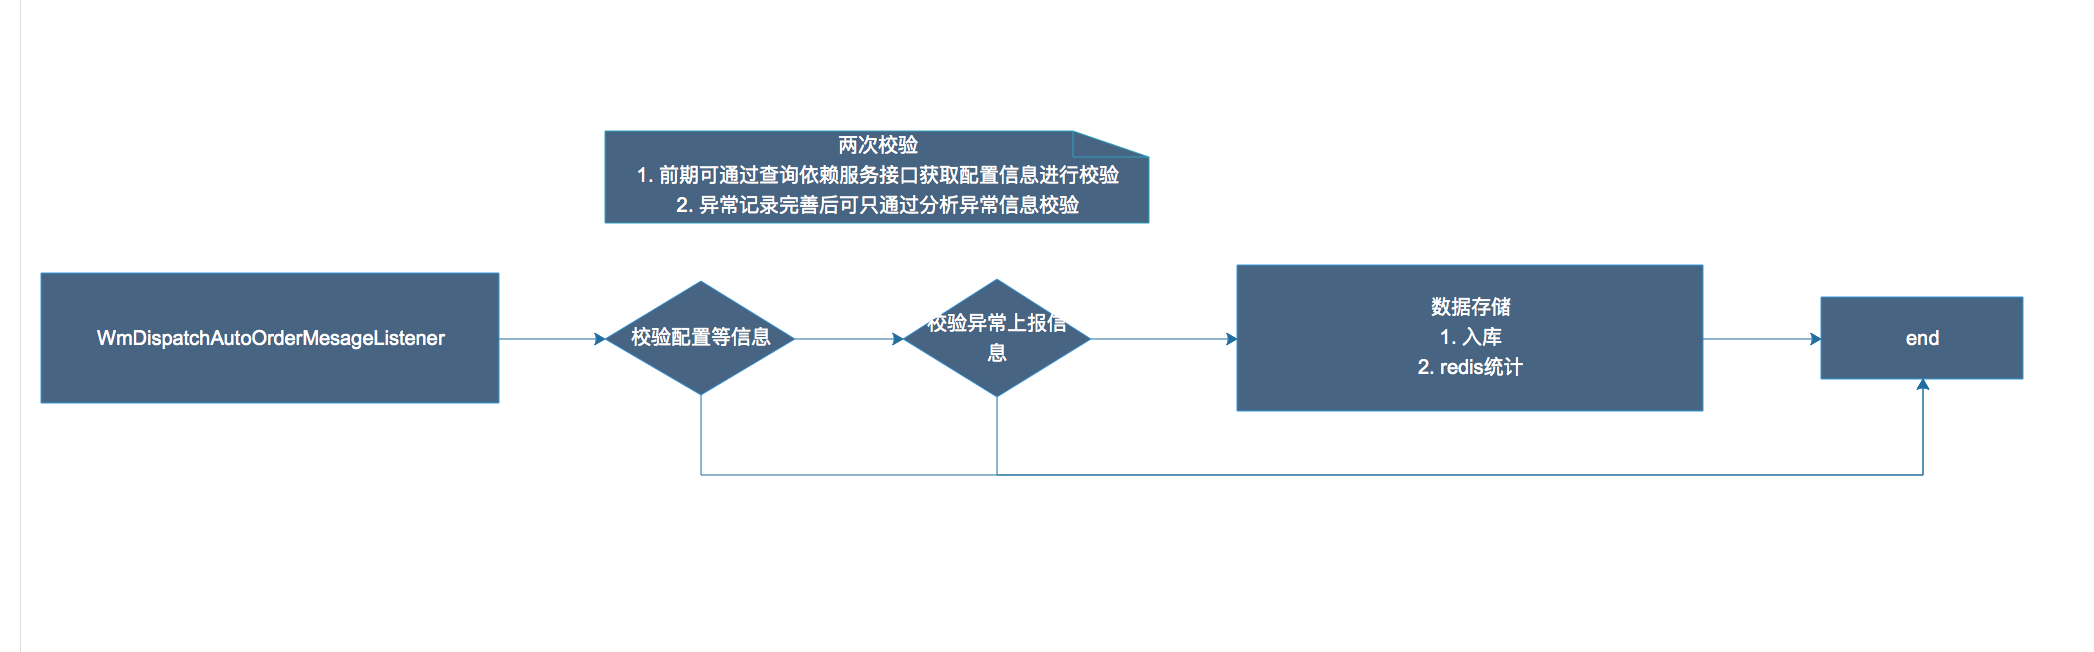 两次校验
1. 前期可通过查询依赖服务接口获取配置信息进行校验
2. 异常记录完善后可只通过分析异常信息校验
WmDispatchAutoOrderMesageListener
校验配置等信息
校验异常上报信
息
数据存储
1. 入库
2. redis统计
end